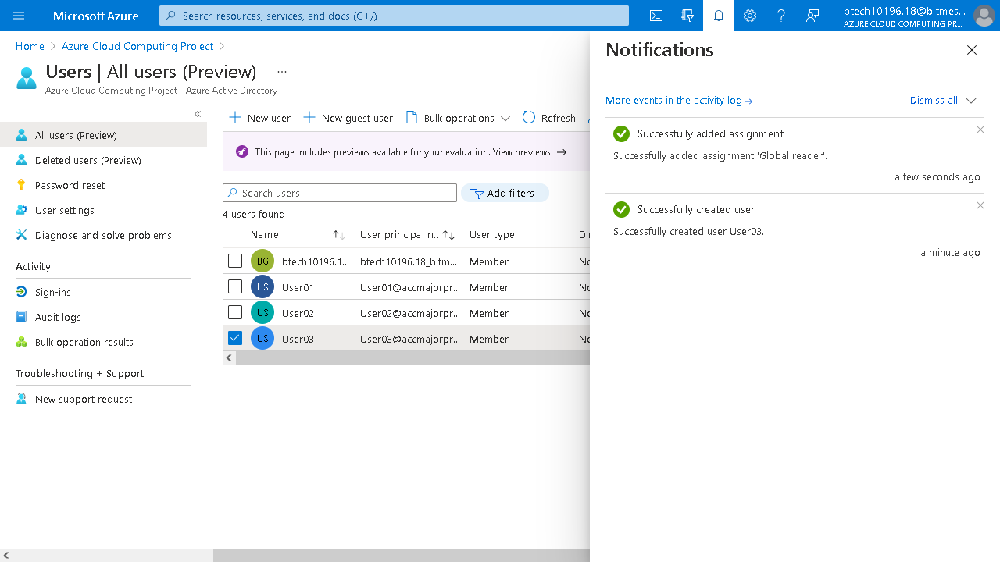 Microsoft Azure
Search resources, services, and docs (G+/)
btech10196.18@bitmes...
AZURE CLOUD COMPUTING PR...
Home
Azure Cloud Computing Project
Users | All users (Preview)
...
Azure Cloud Computing Project - Azure Active Directory
All users (Preview)
Deleted users (Preview)
Password reset
User settings
Diagnose and solve problems
Activity
Sign-ins
Audit logs
Bulk operation results
Troubleshooting + Support
New support request
New user
New guest user
Bulk operations
Refresh
This page includes previews available for your evaluation. View previews →
Search users
Add filters
4 users found
Name User principal n... User type
BG btech10196.1... btech10196.18_bitm... Member
US User01 User01@accmajorpr... Member
US User02 User02@accmajorpr... Member
US User03 User03@accmajorpr... Member
Notifications
More events in the activity log →
Dismiss all
Successfully added assignment
Successfully added assignment 'Global reader'.
a few seconds ago
Successfully created user
Successfully created user User03.
a minute ago